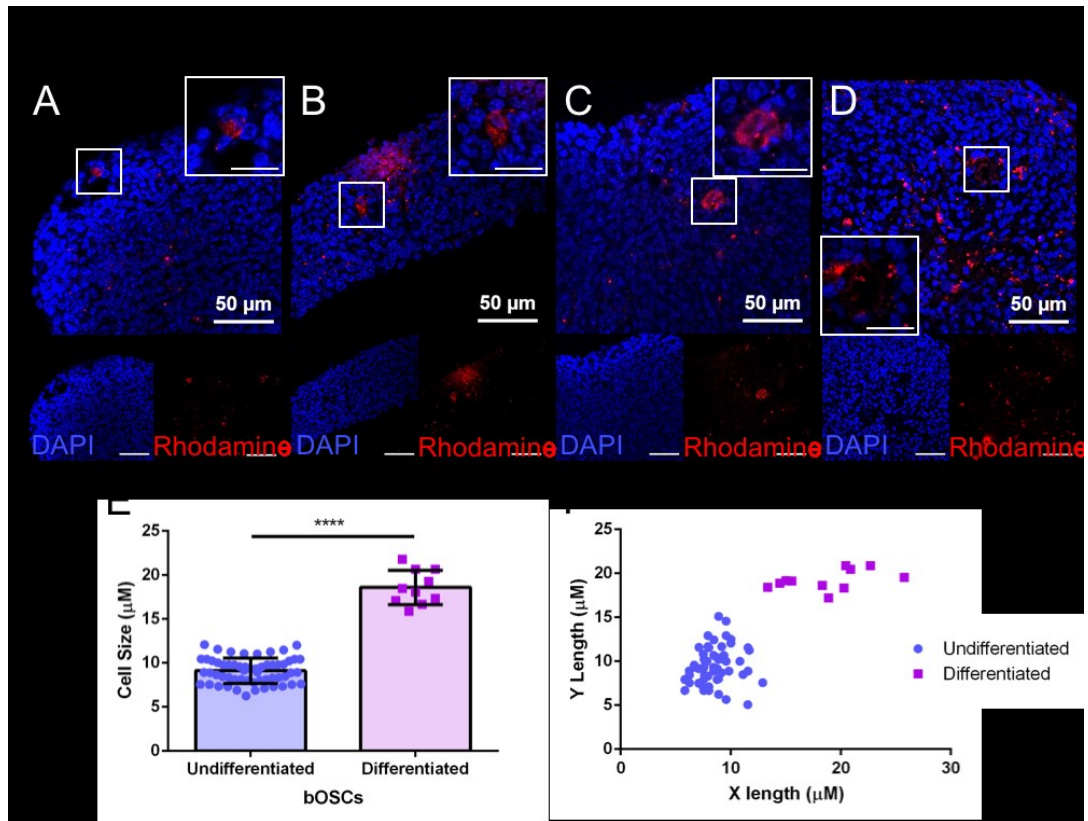 A B C D
50 µm 50 µm 50 µm 50 µm
DAPI Rhodamine DAPI Rhodamine DAPI Rhodamine DAPI Rhodamine
E
****
25
20
15
10
5
0
Cell Size (µM)
Undifferentiated Differentiated
bOSCs
25
20
15
10
5
0
Y Length (µM)
0 10 20 30
X length (µM)
Undifferentiated
Differentiated